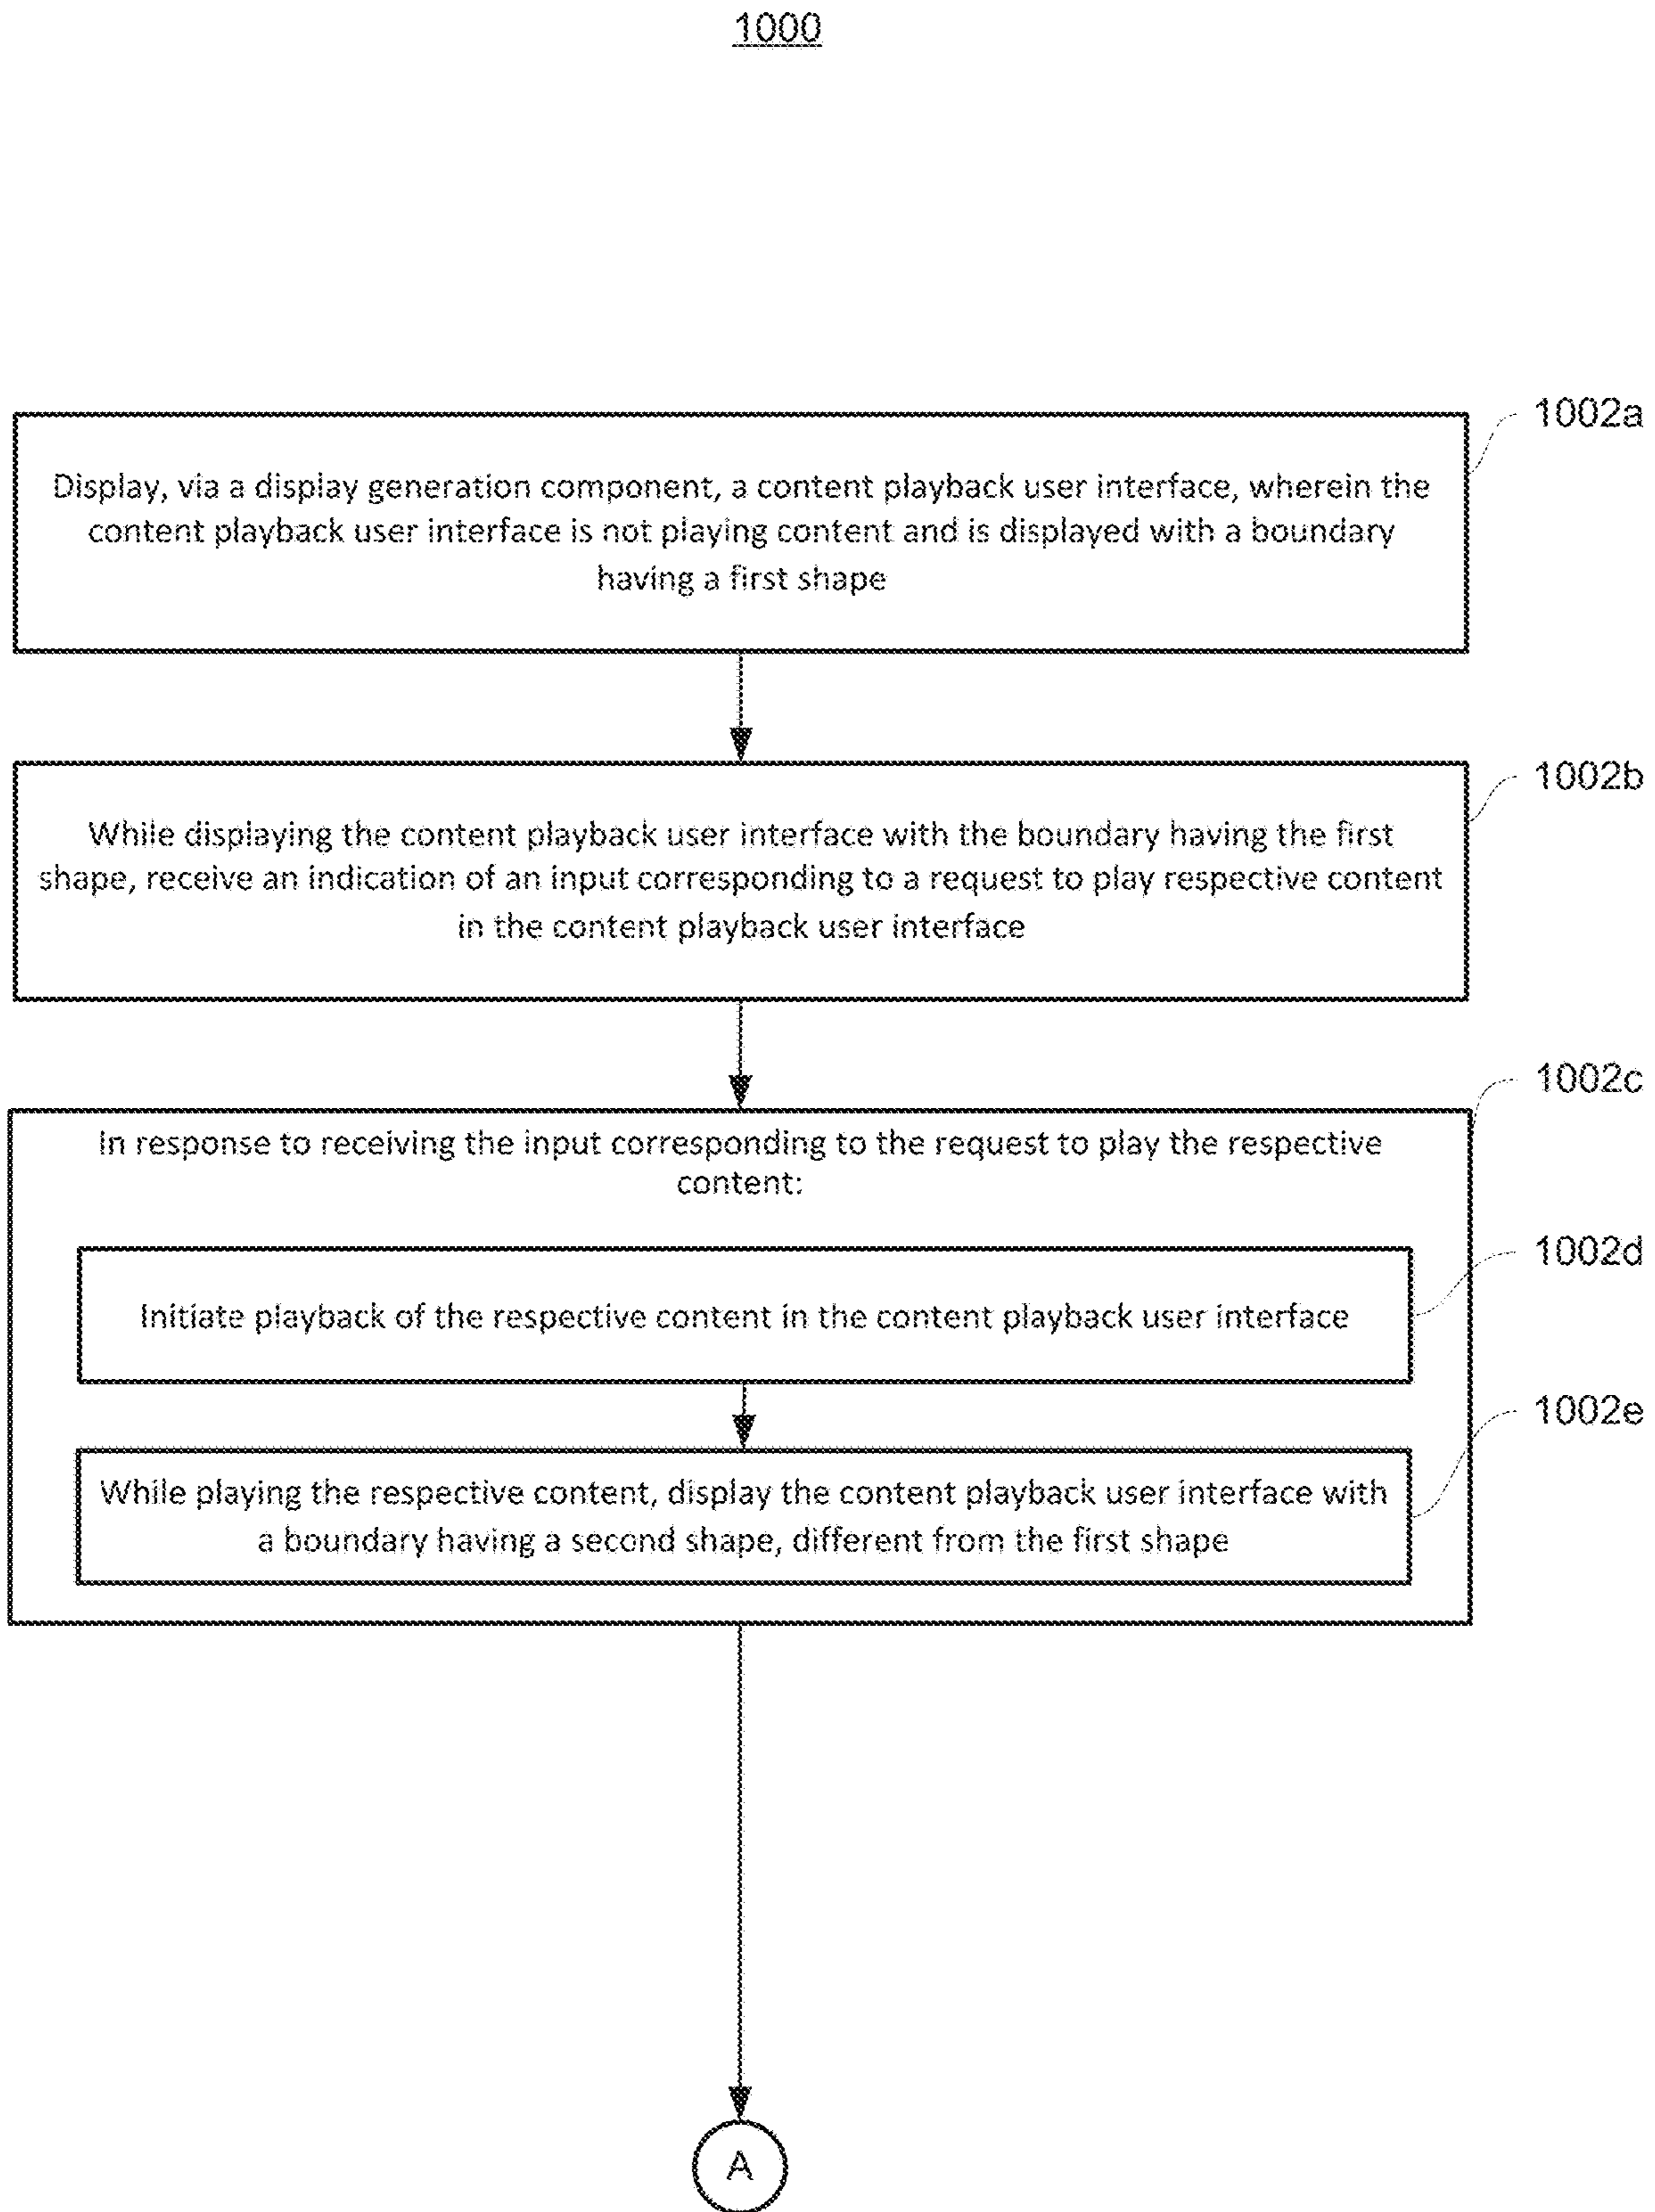 1000
1002a
Display, via a display generation component, a content playback user interface, wherein the
content playback user interface is not playing content and is displayed with a boundary
having a first shape
1002b
While displaying the content playback user interface with the boundary having the first
shape, receive an indication of an input corresponding to a request to play respective content
in the content playback user interface
1002c
In response to receiving the input corresponding to the request to play the respective
content:
1002d
Initiate playback of the respective content in the content playback user interface
1002e
While playing the respective content, display the content playback user interface with
a boundary having a second shape, different from the first shape
A